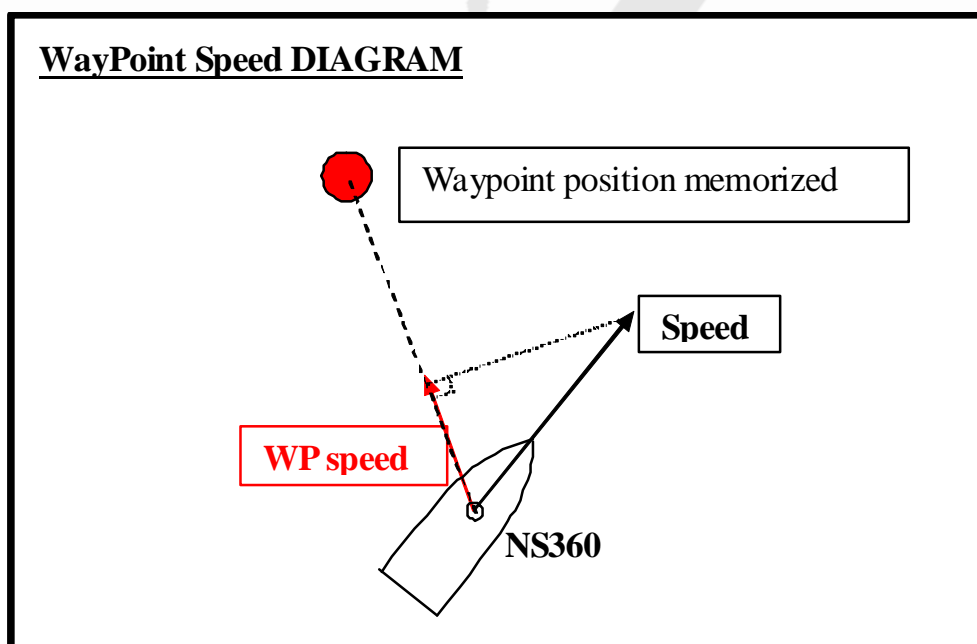 WayPoint Speed DIAGRAM
Waypoint position memorized
Speed
WP speed
NS360